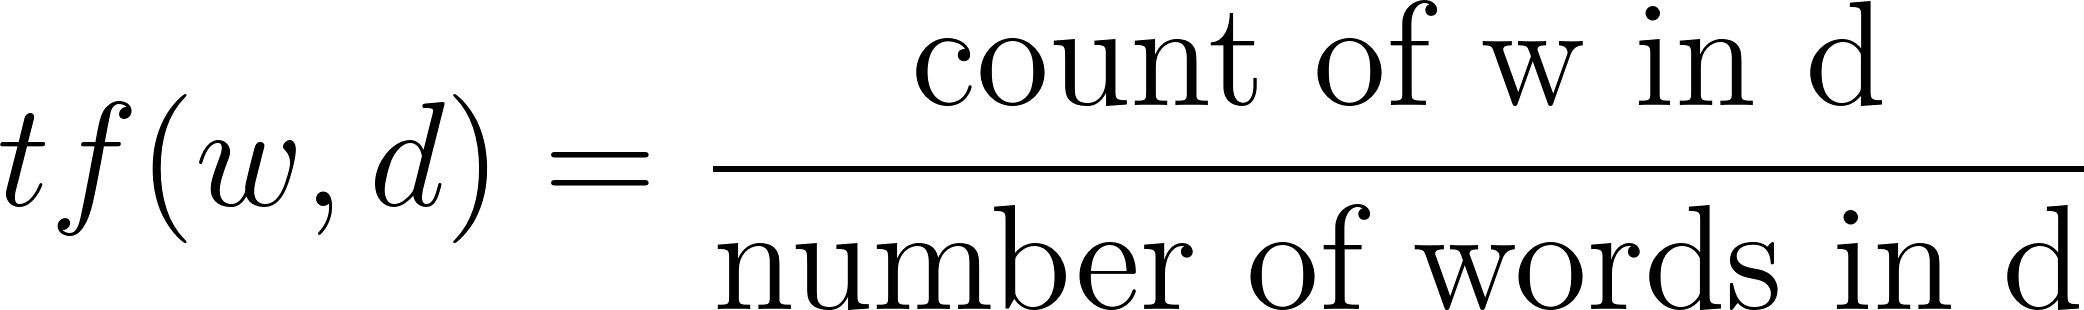 tf(w, d) = count of w in d
number of words in d